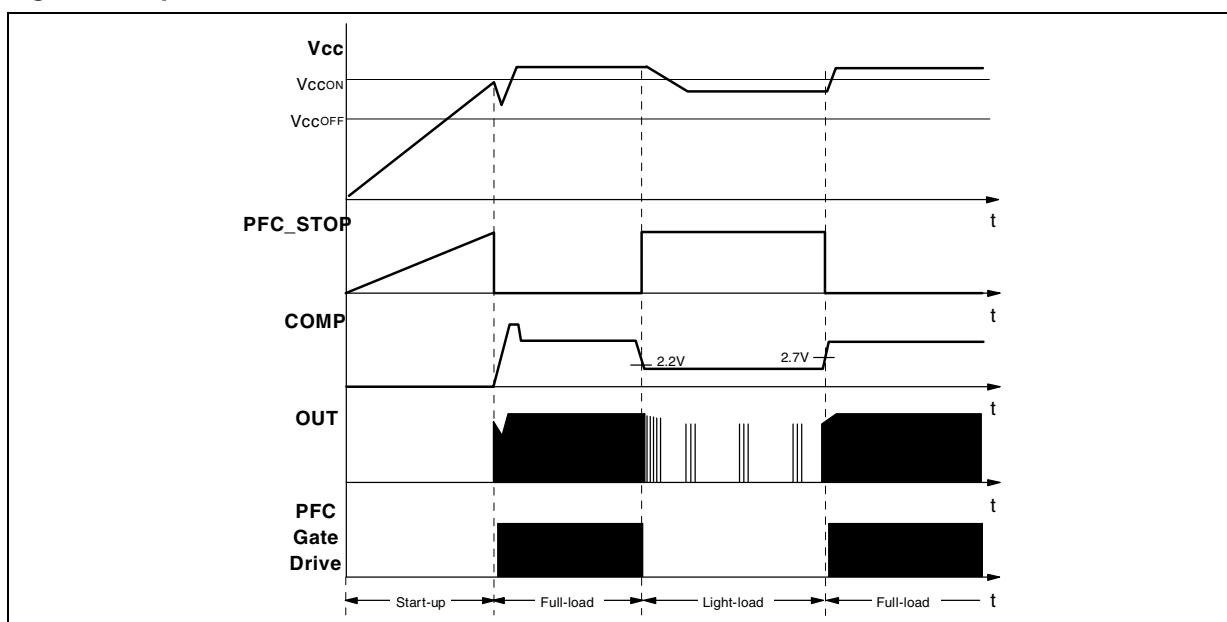 Vcc
VccON
VccOFF
t
PFC_STOP
t
COMP
2.2V
2.7V
t
OUT
t
PFC
Gate
Drive
Start-up
Full-load
Light-load
Full-load
t